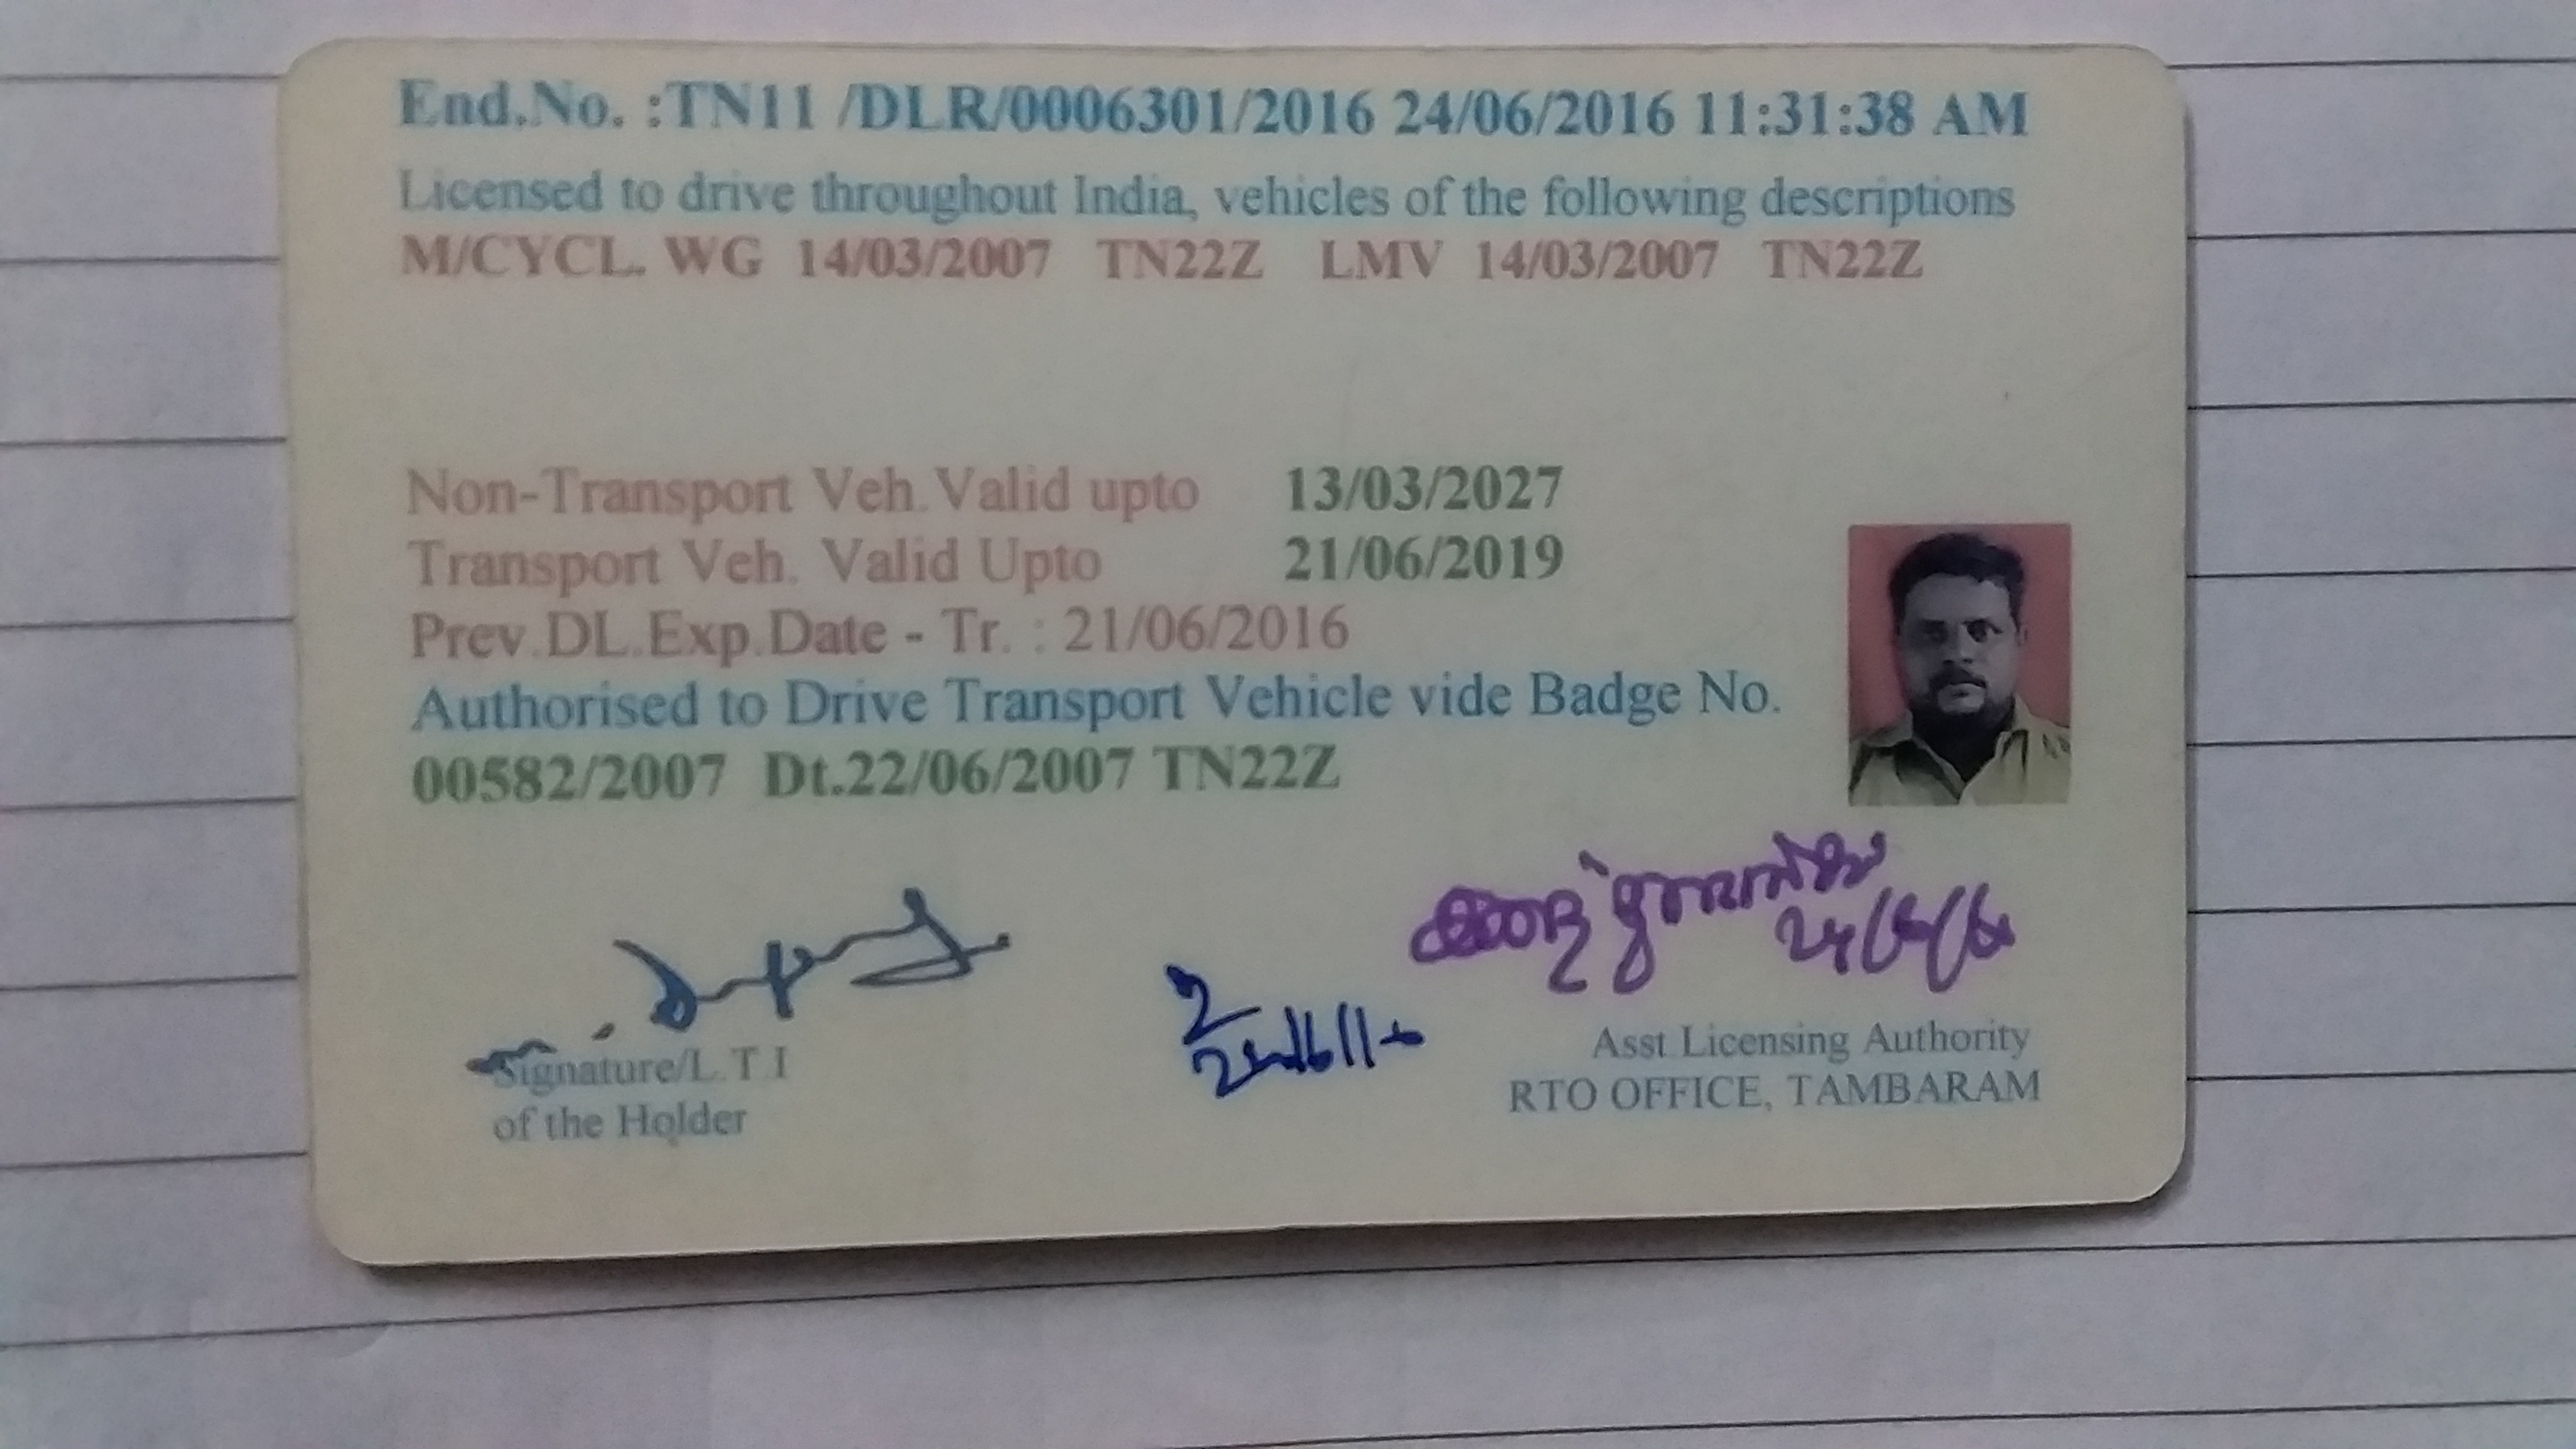 End.No. :TN11 /DLR/0006301/2016 24/06/2016 11:31:38 AM
Licensed to drive throughout India, vehicles of the following descriptions
M/CYCL. WG 14/03/2007 TN22Z LMV 14/03/2007 TN22Z
Non-Transport Veh.Valid upto 13/03/2027
Transport Veh. Valid Upto 21/06/2019
Prev.DL.Exp.Date - Tr. : 21/06/2016
Authorised to Drive Transport Vehicle vide Badge No.
00582/2007 Dt.22/06/2007 TN22Z
Signature/L.T.I
of the Holder
Asst.Licensing Authority
RTO OFFICE, TAMBARAM